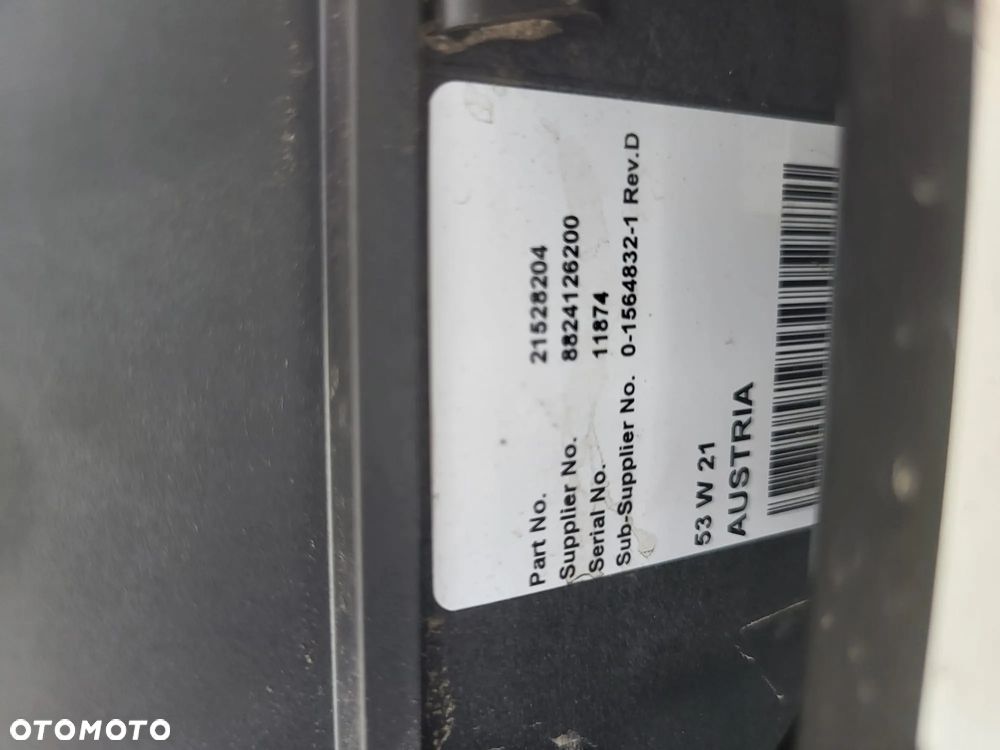 Part No. 21528204
Supplier No. 88241126200
Serial No. 11874
Sub-Supplier No. 0-1564832-1 Rev.D
53 W 21
AUSTRIA
OTOMOTO